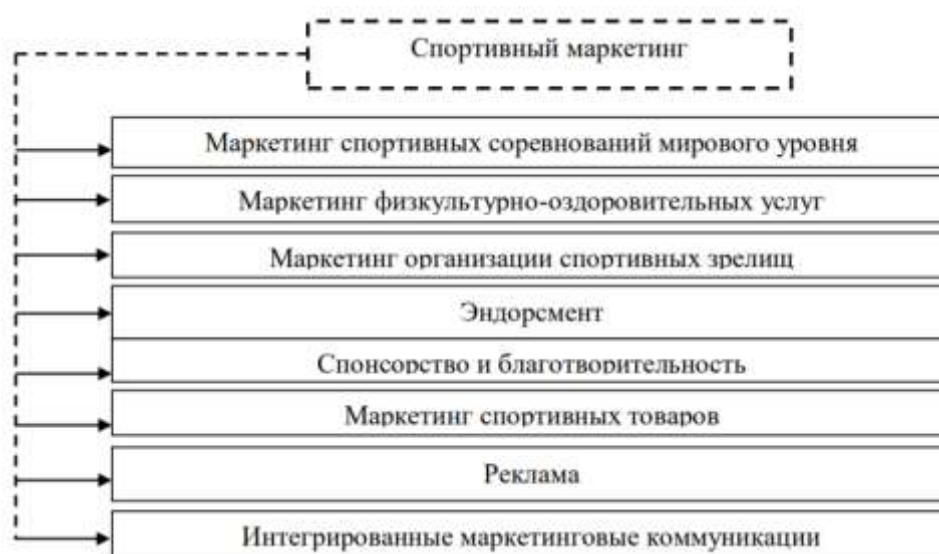 Спортивный маркетинг
Маркетинг спортивных соревнований мирового уровня
Маркетинг физкультурно-оздоровительных услуг
Маркетинг организации спортивных зрелищ
Эндорсмент
Спонсорство и благотворительность
Маркетинг спортивных товаров
Реклама
Интегрированные маркетинговые коммуникации